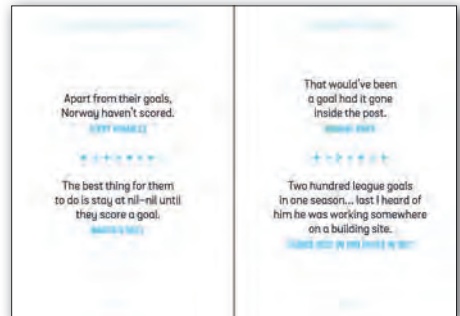 Apart from their goals,
Norway haven't scored.
The best thing for them
to do is stay at nil–nil until
they score a goal.
That would've been
a goal had it gone
inside the post.
Two hundred league goals
in one season... last I heard of
him he was working somewhere
on a building site.